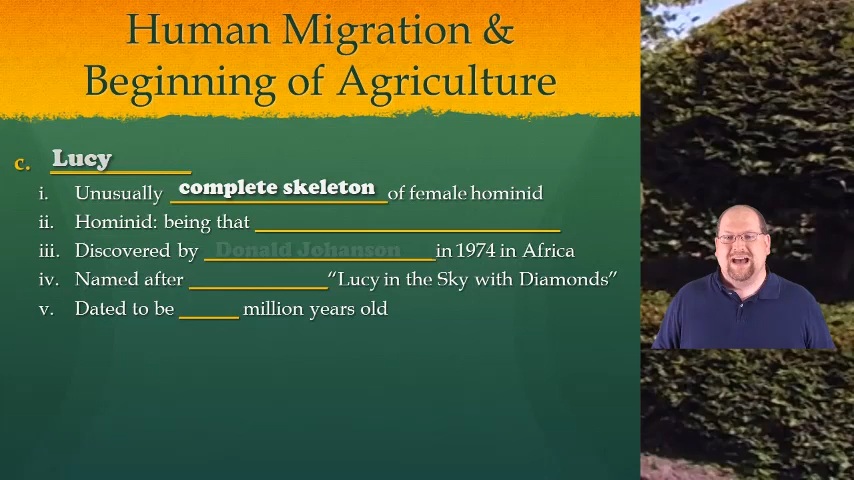 Human Migration &
Beginning of Agriculture
c. Lucy
i. Unusually complete skeleton of female hominid
ii. Hominid: being that
iii. Discovered by Donald Johanson in 1974 in Africa
iv. Named after "Lucy in the Sky with Diamonds"
v. Dated to be million years old